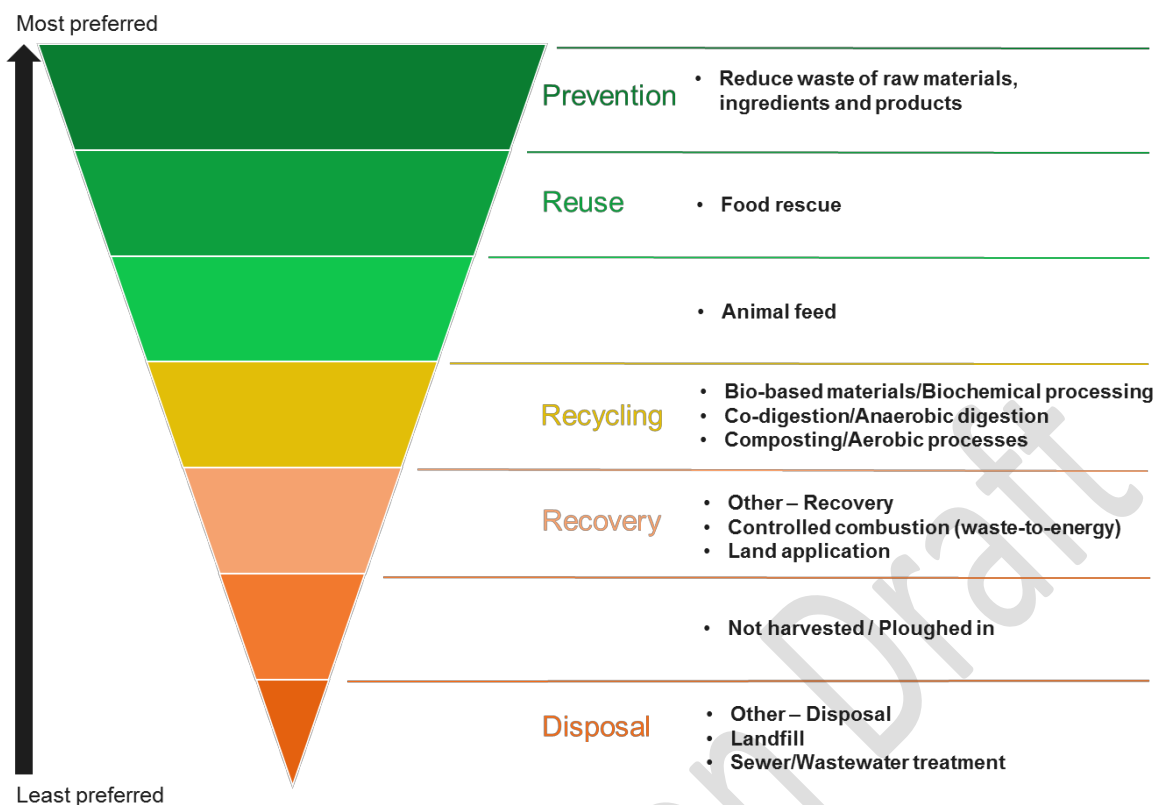 Most preferred
Prevention
• Reduce waste of raw materials,
ingredients and products
Reuse
• Food rescue
• Animal feed
Recycling
• Bio-based materials/Biochemical processing
• Co-digestion/Anaerobic digestion
• Composting/Aerobic processes
Recovery
• Other – Recovery
• Controlled combustion (waste-to-energy)
• Land application
• Not harvested / Ploughed in
Disposal
• Other – Disposal
• Landfill
• Sewer/Wastewater treatment
Least preferred
Draft